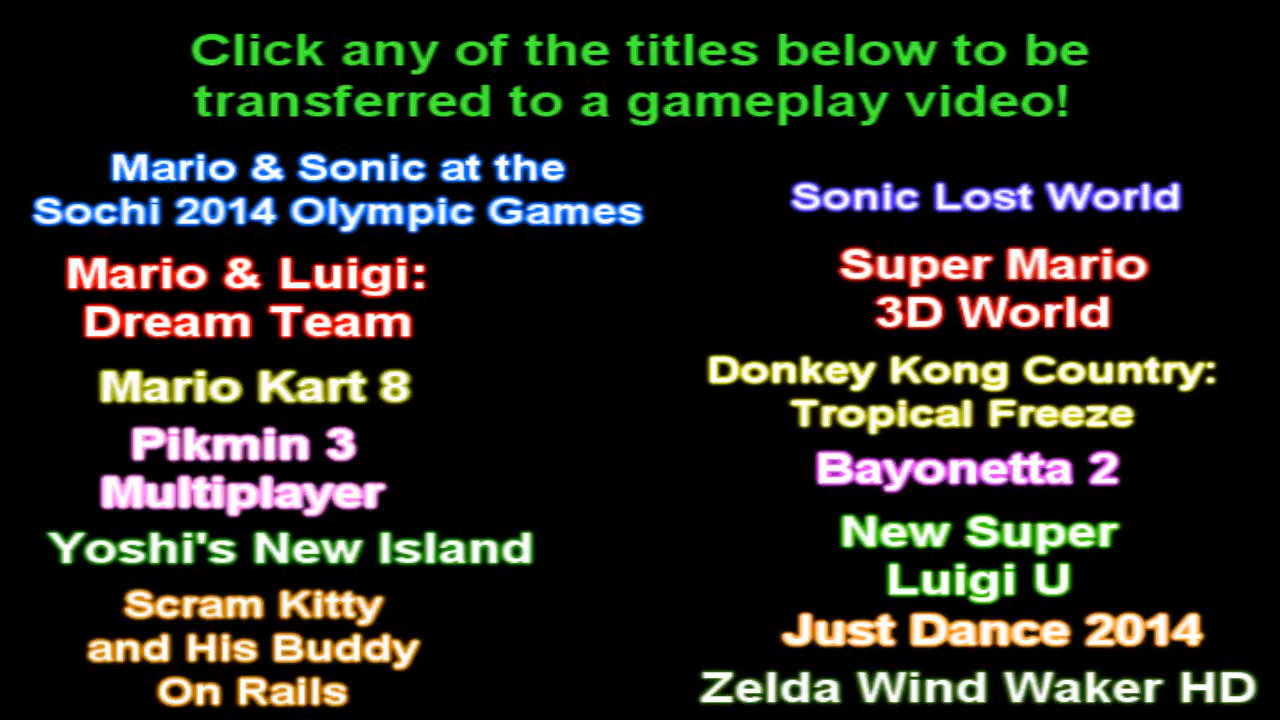 Click any of the titles below to be
transferred to a gameplay video!
Mario & Sonic at the
Sochi 2014 Olympic Games
Mario & Luigi:
Dream Team
Mario Kart 8
Pikmin 3
Multiplayer
Yoshi's New Island
Scram Kitty
and His Buddy
On Rails
Sonic Lost World
Super Mario
3D World
Donkey Kong Country:
Tropical Freeze
Bayonetta 2
New Super
Luigi U
Just Dance 2014
Zelda Wind Waker HD